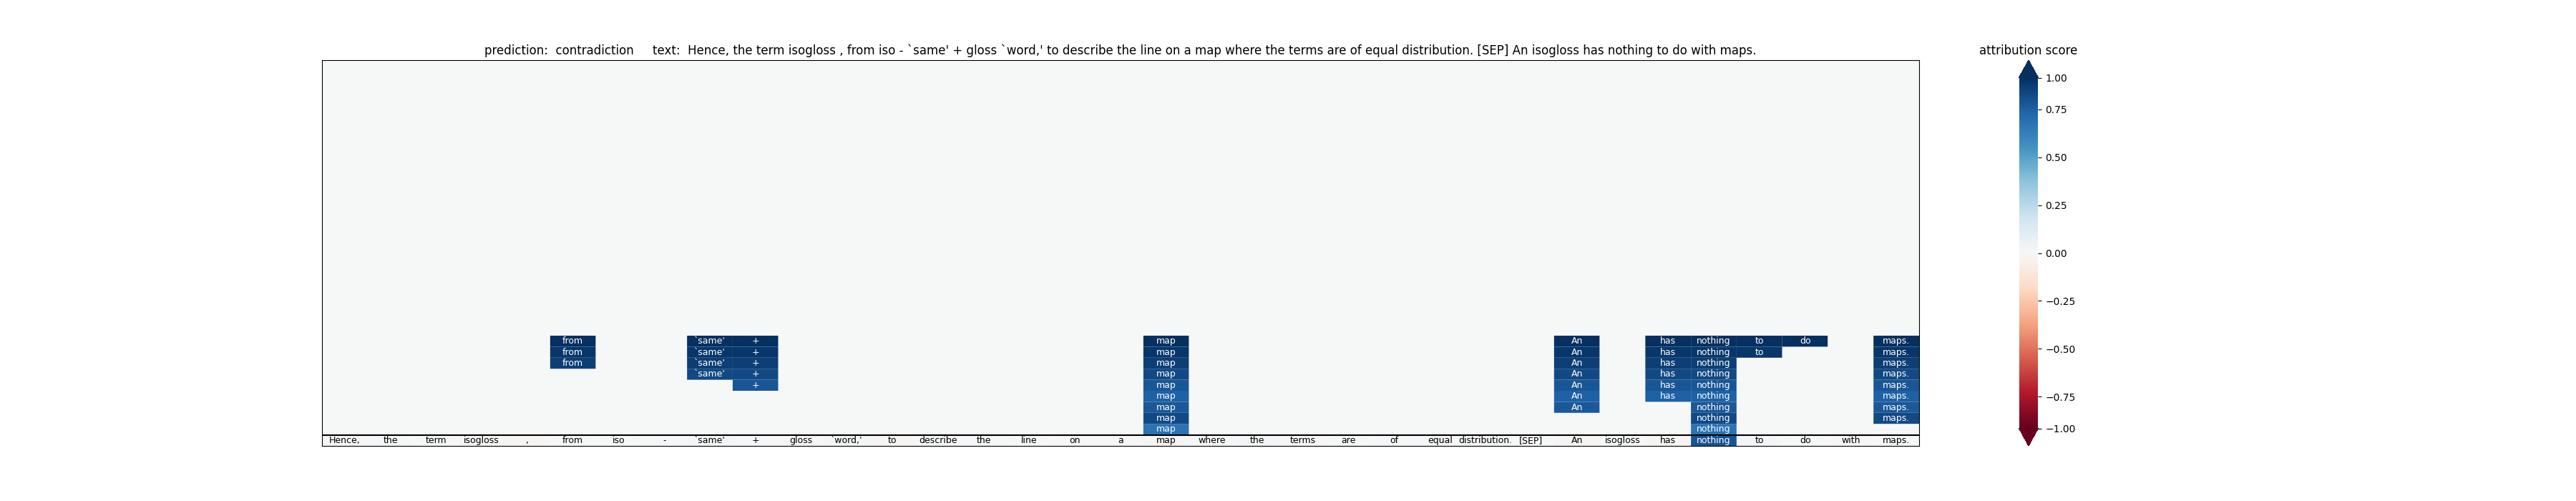 prediction:  contradiction     text:  Hence, the term isogloss , from iso - `same' + gloss `word,' to describe the line on a map where the terms are of equal distribution. [SEP] An isogloss has nothing to do with maps.
attribution score
from `same' + map An has nothing to do maps.
from `same' + map An has nothing to maps.
from `same' + map An has nothing maps.
`same' + map An has nothing maps.
+ map An has nothing maps.
map An has nothing maps.
map An nothing maps.
map nothing maps.
map nothing
Hence, the term isogloss , from iso - `same' + gloss `word,' to describe the line on a map where the terms are of equal distribution. [SEP] An isogloss has nothing to do with maps.
1.00
0.75
0.50
0.25
0.00
−0.25
−0.50
−0.75
−1.00